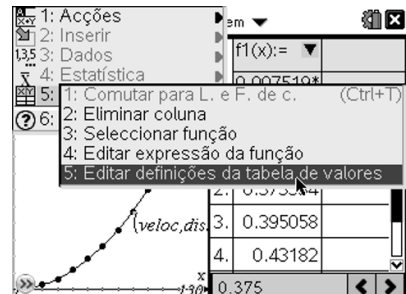 1: Acções
2: Inserir
3: Dados
4: Estatística
5:
6:
em
f1(x):=
0.007519*
1: Comutar para L. e F. de c. (Ctrl+T)
2: Eliminar coluna
3: Seleccionar função
4: Editar expressão da função
5: Editar definições da tabela de valores
2.
3. 0.395058
4. 0.43182
(veloc,dis
x
130
0.375